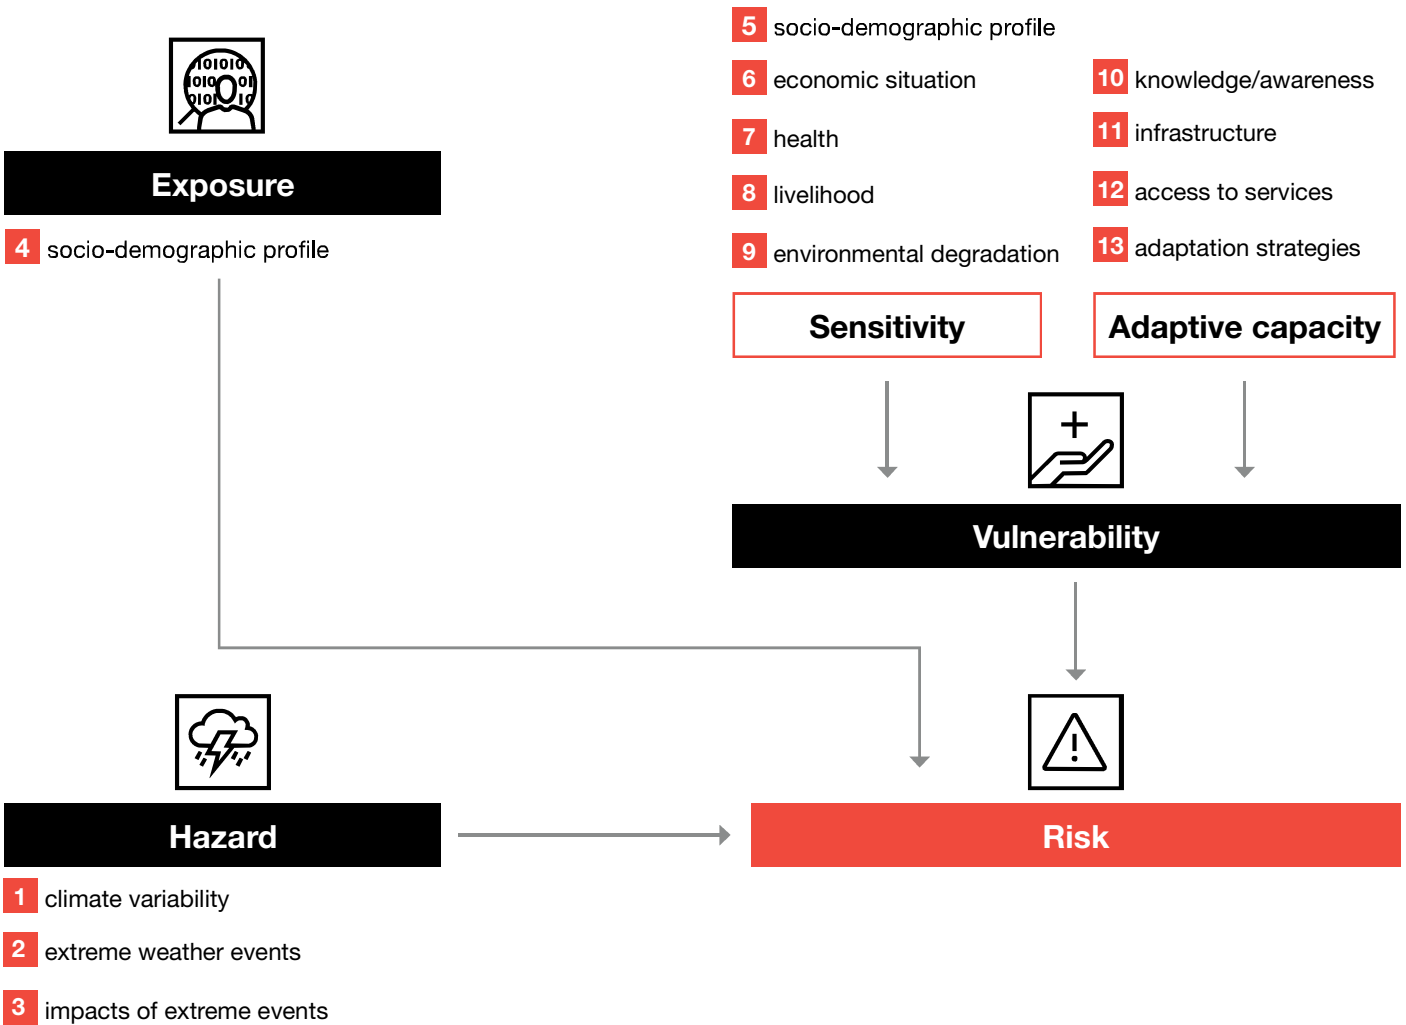 Exposure
4 socio-demographic profile
5 socio-demographic profile
6 economic situation
7 health
8 livelihood
9 environmental degradation
10 knowledge/awareness
11 infrastructure
12 access to services
13 adaptation strategies
Sensitivity
Adaptive capacity
Vulnerability
Hazard
1 climate variability
2 extreme weather events
3 impacts of extreme events
Risk